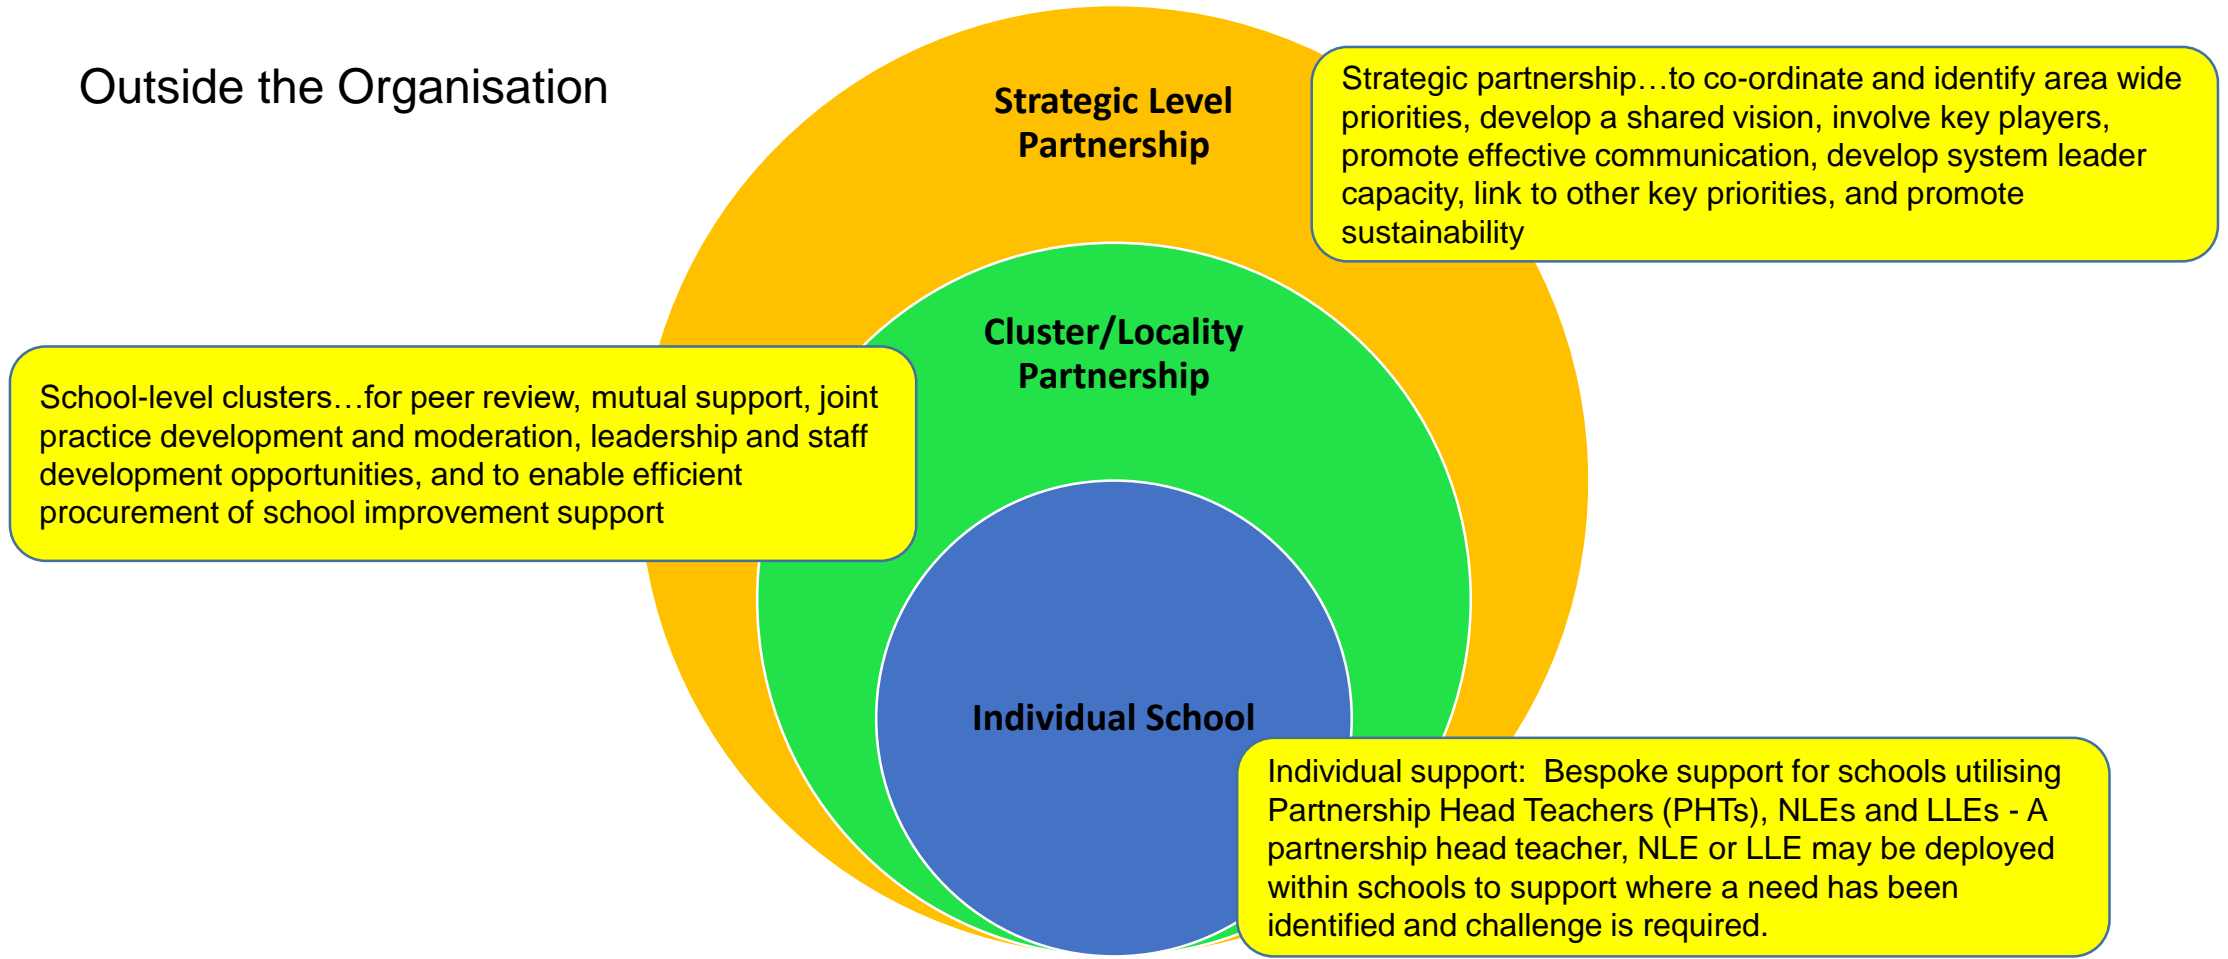 Outside the Organisation
Strategic Level
Partnership
Strategic partnership…to co-ordinate and identify area wide
priorities, develop a shared vision, involve key players,
promote effective communication, develop system leader
capacity, link to other key priorities, and promote
sustainability
Cluster/Locality
Partnership
School-level clusters…for peer review, mutual support, joint
practice development and moderation, leadership and staff
development opportunities, and to enable efficient
procurement of school improvement support
Individual School
Individual support:  Bespoke support for schools utilising
Partnership Head Teachers (PHTs), NLEs and LLEs - A
partnership head teacher, NLE or LLE may be deployed
within schools to support where a need has been
identified and challenge is required.